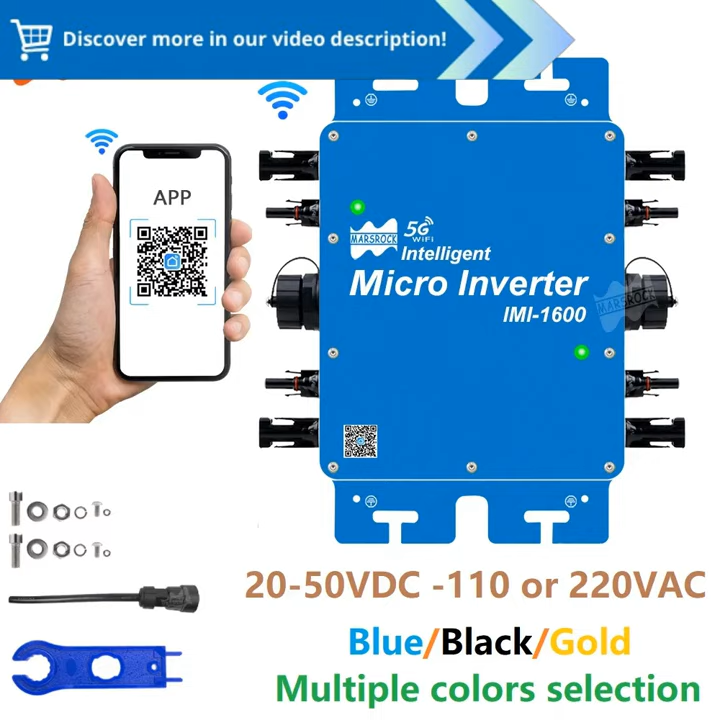 Discover more in our video description!
APP
MARSROCK
5G
WiFi
Intelligent
Micro Inverter
IMI-1600
MARSROCK
20-50VDC -110 or 220VAC
Blue/Black/Gold
Multiple colors selection